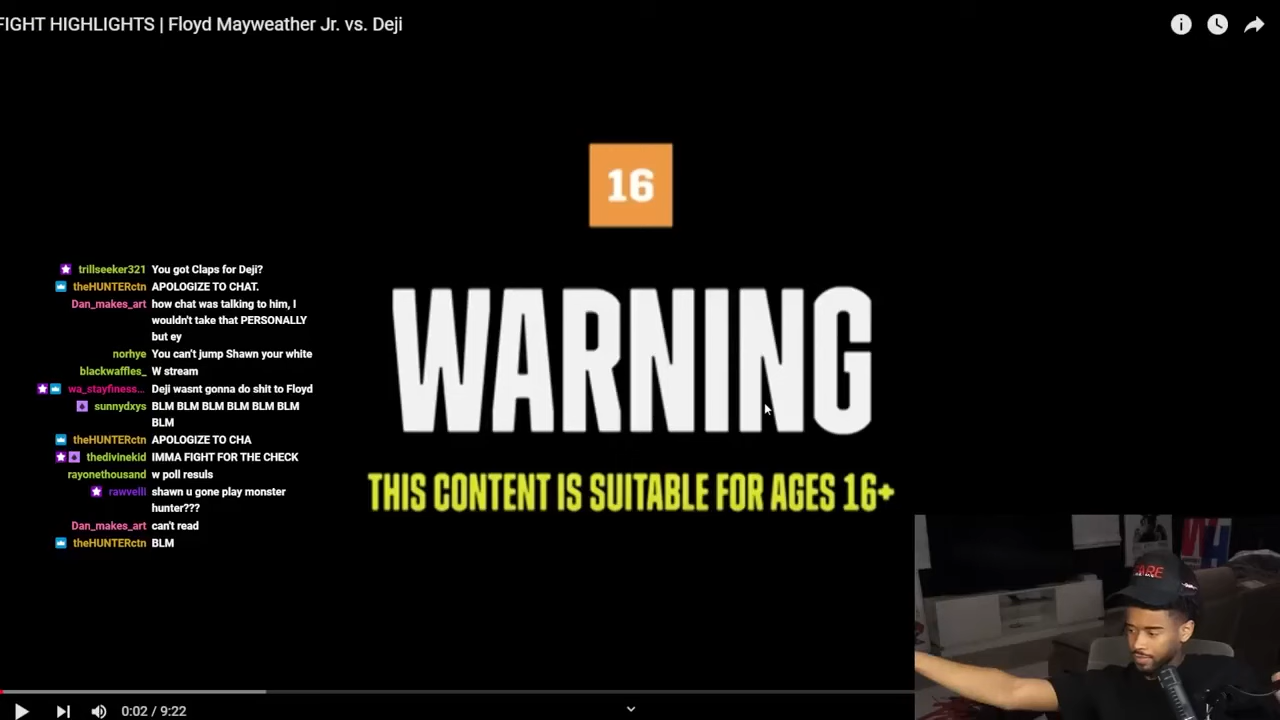 FIGHT HIGHLIGHTS | Floyd Mayweather Jr. vs. Deji
16
WARNING
THIS CONTENT IS SUITABLE FOR AGES 16+
trillseeker321 You got Claps for Deji?
theHUNTERctn APOLOGIZE TO CHAT.
Dan_makes_art how chat was talking to him, I
wouldn't take that PERSONALLY
but ey
norhye You can't jump Shawn your white
blackwaffles_ W stream
wa_stayfiness... Deji wasnt gonna do shit to Floyd
sunnydxys BLM BLM BLM BLM BLM BLM
BLM
theHUNTERctn APOLOGIZE TO CHA
thedivinekid IMMA FIGHT FOR THE CHECK
rayonethousand w poll resuls
rawvelli shawn u gone play monster
hunter???
Dan_makes_art can't read
theHUNTERctn BLM
0:02 / 9:22